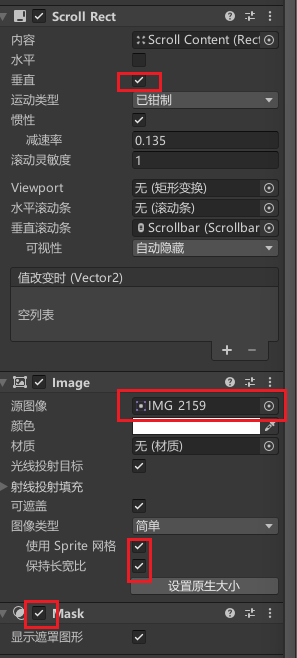 Scroll Rect
内容 Scroll Content (Rect
水平
垂直
运动类型 已钳制
惯性
减速率 0.135
滚动灵敏度 1
Viewport 无 (矩形变换)
水平滚动条 无 (滚动条)
垂直滚动条 Scrollbar (Scrollbar
可视性 自动隐藏
值改变时 (Vector2)
空列表
+ −
Image
源图像 IMG 2159
颜色
材质 无 (材质)
光线投射目标
射线投射填充
可遮盖
图像类型 简单
使用 Sprite 网格
保持长宽比
设置原生大小
Mask
显示遮罩图形